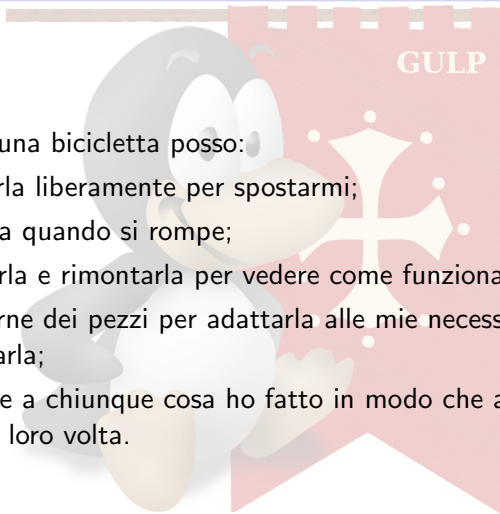 GULP
una bicicletta posso:
rla liberamente per spostarmi;
a quando si rompe;
rla e rimontarla per vedere come funziona
rne dei pezzi per adattarla alle mie necess
arla;
e a chiunque cosa ho fatto in modo che a
loro volta.